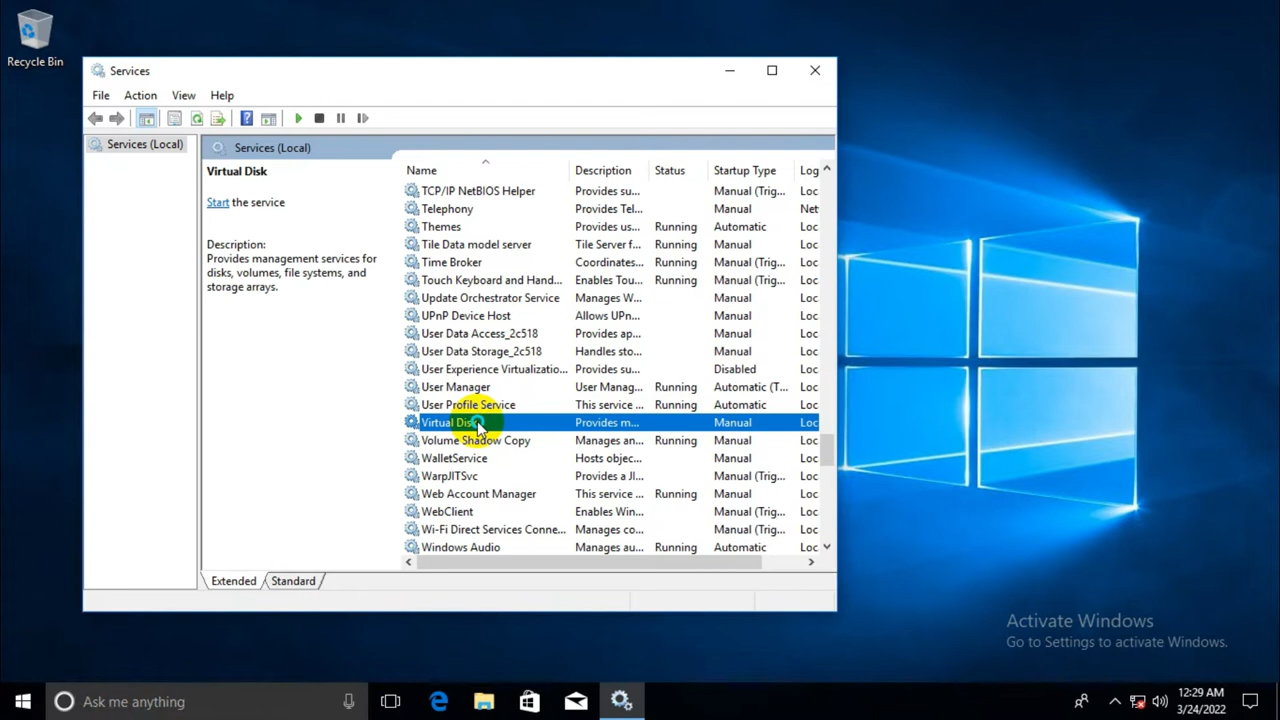 Recycle Bin
Services
File Action View Help
Services (Local)
Services (Local)
Virtual Disk
Start the service
Description:
Provides management services for
disks, volumes, file systems, and
storage arrays.
Name Description Status Startup Type Log
TCP/IP NetBIOS Helper Provides su... Manual (Trig... Loc
Telephony Provides Tel... Manual Net
Themes Provides us... Running Automatic Loc
Tile Data model server Tile Server f... Running Manual Loc
Time Broker Coordinates... Running Manual (Trig... Loc
Touch Keyboard and Hand... Enables Tou... Running Manual (Trig... Loc
Update Orchestrator Service Manages W... Manual Loc
UPnP Device Host Allows UPn... Manual Loc
User Data Access_2c518 Provides ap... Manual Loc
User Data Storage_2c518 Handles sto... Manual Loc
User Experience Virtualizatio... Provides su... Disabled Loc
User Manager User Manag... Running Automatic (T... Loc
User Profile Service This service ... Running Automatic Loc
Virtual Disk Provides m... Manual Loc
Volume Shadow Copy Manages an... Running Manual Loc
WalletService Hosts objec... Manual Loc
WarpJITSvc Provides a JI... Manual (Trig... Loc
Web Account Manager This service ... Running Manual Loc
WebClient Enables Win... Manual (Trig... Loc
Wi-Fi Direct Services Conne... Manages co... Manual (Trig... Loc
Windows Audio Manages au... Running Automatic Loc
Extended Standard
Activate Windows
Go to Settings to activate Windows.
Ask me anything
12:29 AM
3/24/2022